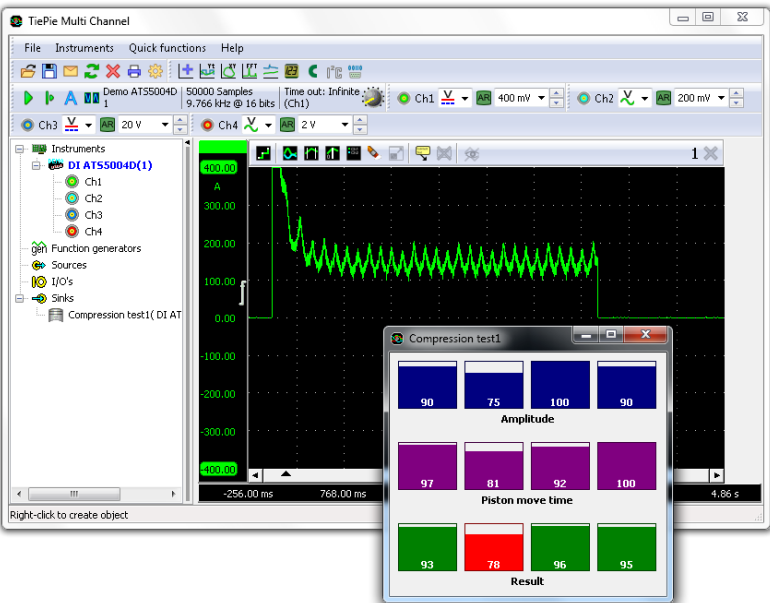 TiePie Multi Channel
File Instruments Quick functions Help
Demo ATS5004D
1
50000 Samples
9.766 kHz @ 16 bits
Time out: Infinite
(Ch1)
Ch1 AR 400 mV
Ch2 AR 200 mV
Ch3 AR 20 V
Ch4 AR 2 V
Instruments
DI ATS5004D(1)
Ch1
Ch2
Ch3
Ch4
gen Function generators
Sources
I/O's
Sinks
Compression test1( DI AT
1
400.00
A
300.00
200.00
100.00
0.00
-100.00
-200.00
-300.00
-400.00
-256.00 ms 768.00 ms 4.86 s
Right-click to create object
Compression test1
90 75 100 90
Amplitude
97 81 92 100
Piston move time
93 78 96 95
Result